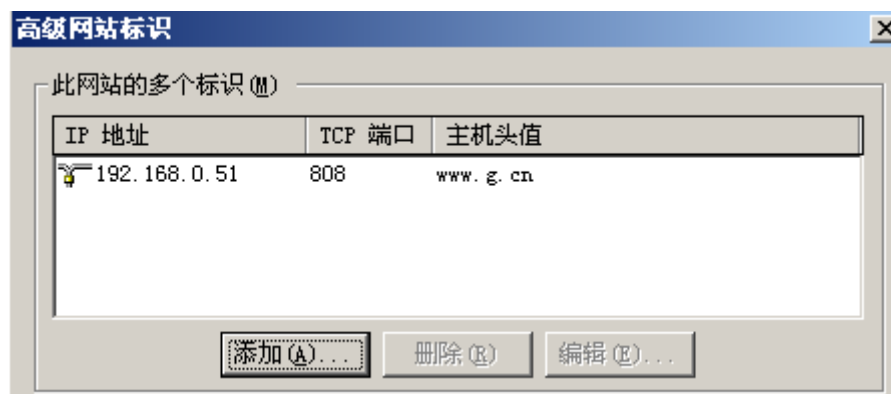 高级网站标识
此网站的多个标识(M)
IP 地址 TCP 端口 主机头值
192.168.0.51 808 www.g.cn
添加(A)... 删除(R) 编辑(E)...